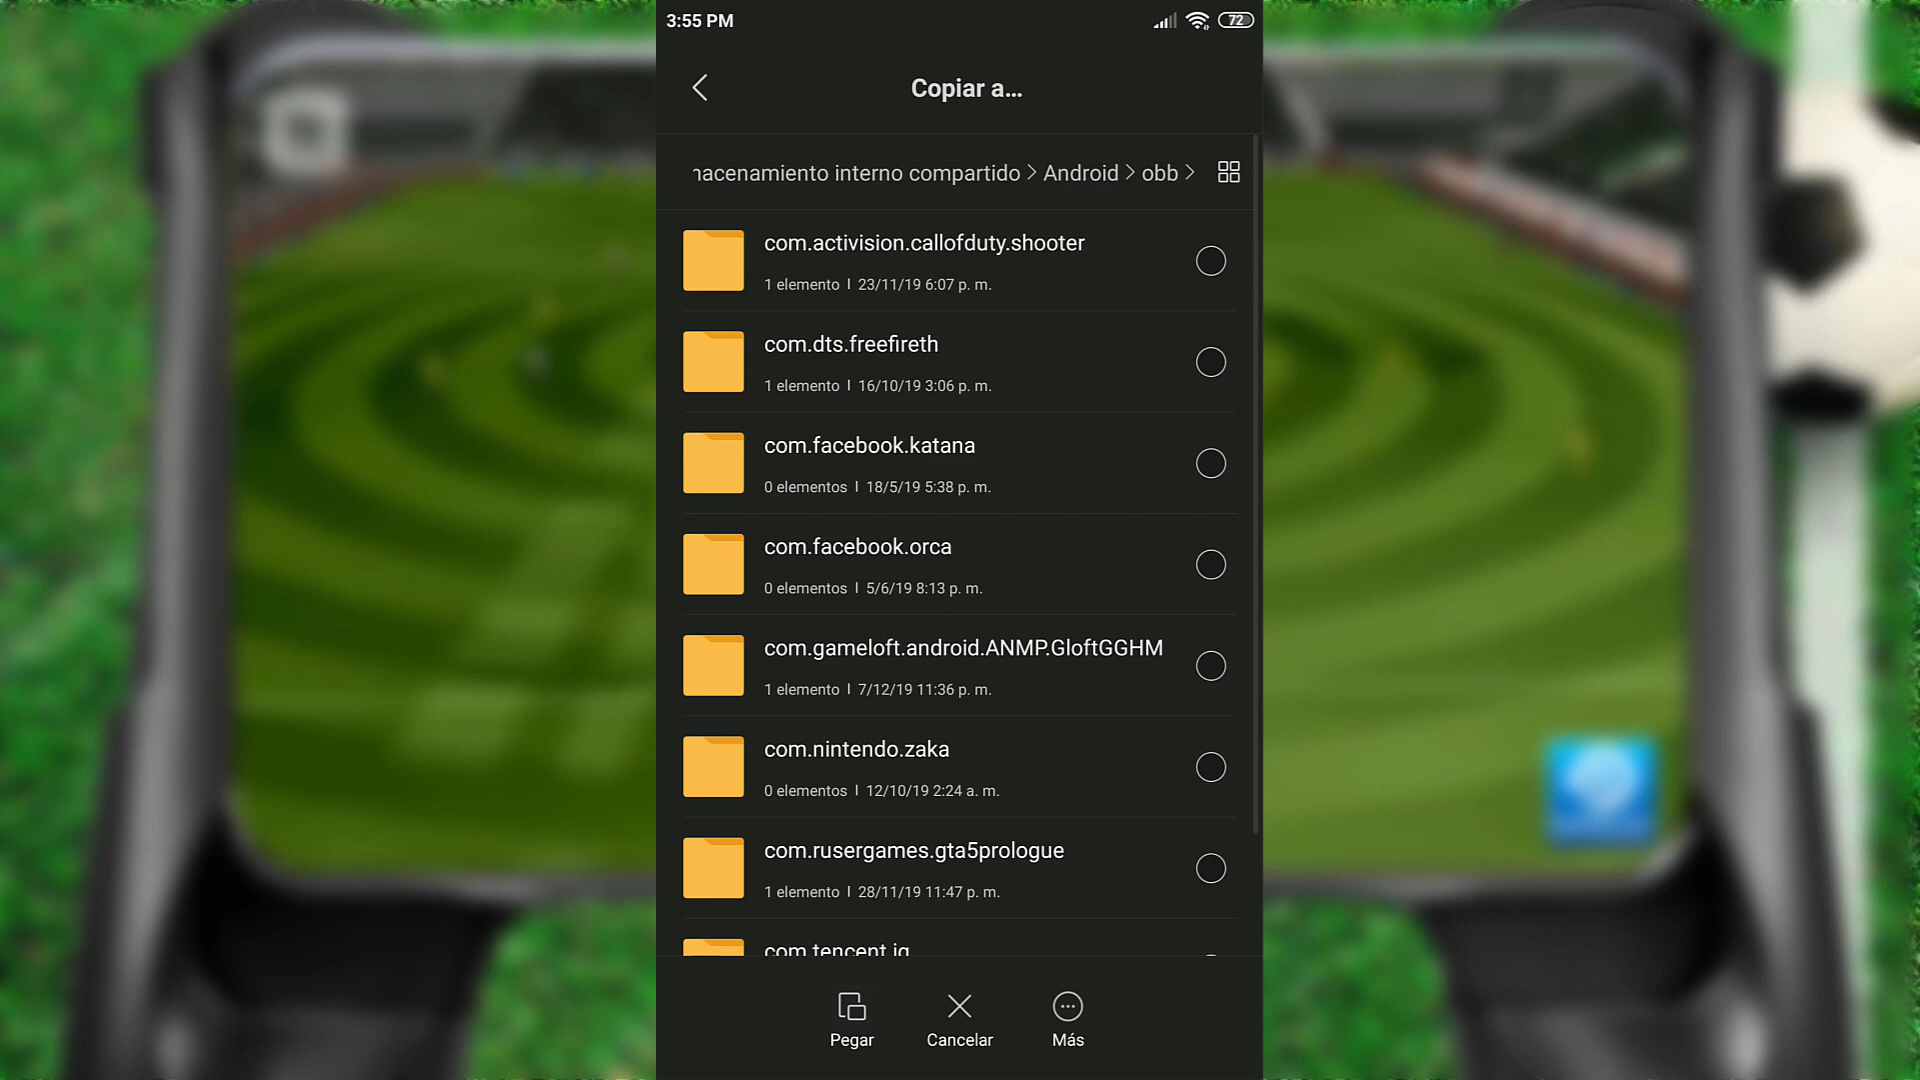 3:55 PM
72
Copiar a...
nacenamiento interno compartido > Android > obb >
com.activision.callofduty.shooter
1 elemento | 23/11/19 6:07 p. m.
com.dts.freefireth
1 elemento | 16/10/19 3:06 p. m.
com.facebook.katana
0 elementos | 18/5/19 5:38 p. m.
com.facebook.orca
0 elementos | 5/6/19 8:13 p. m.
com.gameloft.android.ANMP.GloftGGHM
1 elemento | 7/12/19 11:36 p. m.
com.nintendo.zaka
0 elementos | 12/10/19 2:24 a. m.
com.rusergames.gta5prologue
1 elemento | 28/11/19 11:47 p. m.
com.tencent.ig
Pegar
Cancelar
Más